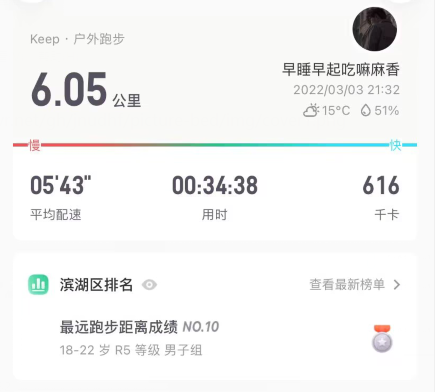 Keep · 户外跑步
6.05 公里
早睡早起吃嘛麻香
2022/03/03 21:32
15°C 51%
慢 快
05'43" 00:34:38 616
平均配速 用时 千卡
滨湖区排名 查看最新榜单
最远跑步距离成绩 NO.10
18-22 岁 R5 等级 男子组